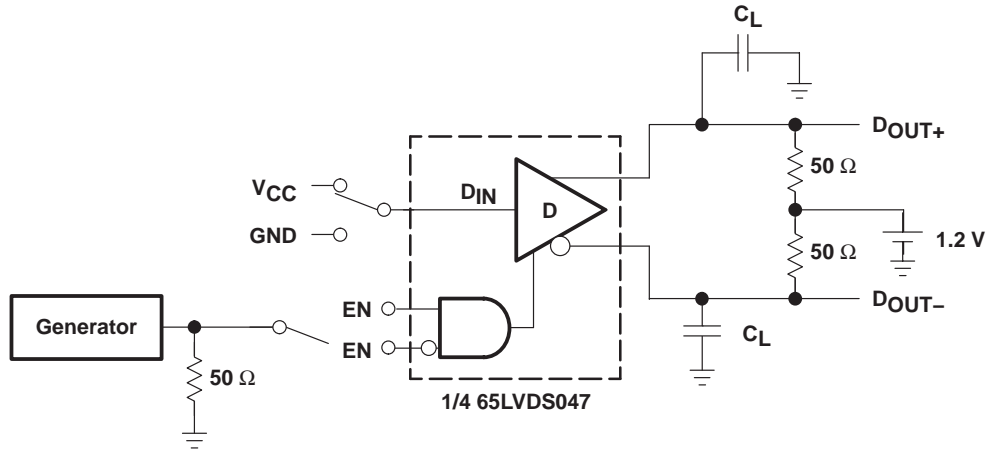 CL
DOUT+
50 Ω
VCC
DIN
D
GND
1.2 V
50 Ω
EN
DOUT–
Generator
EN
CL
50 Ω
1/4 65LVDS047